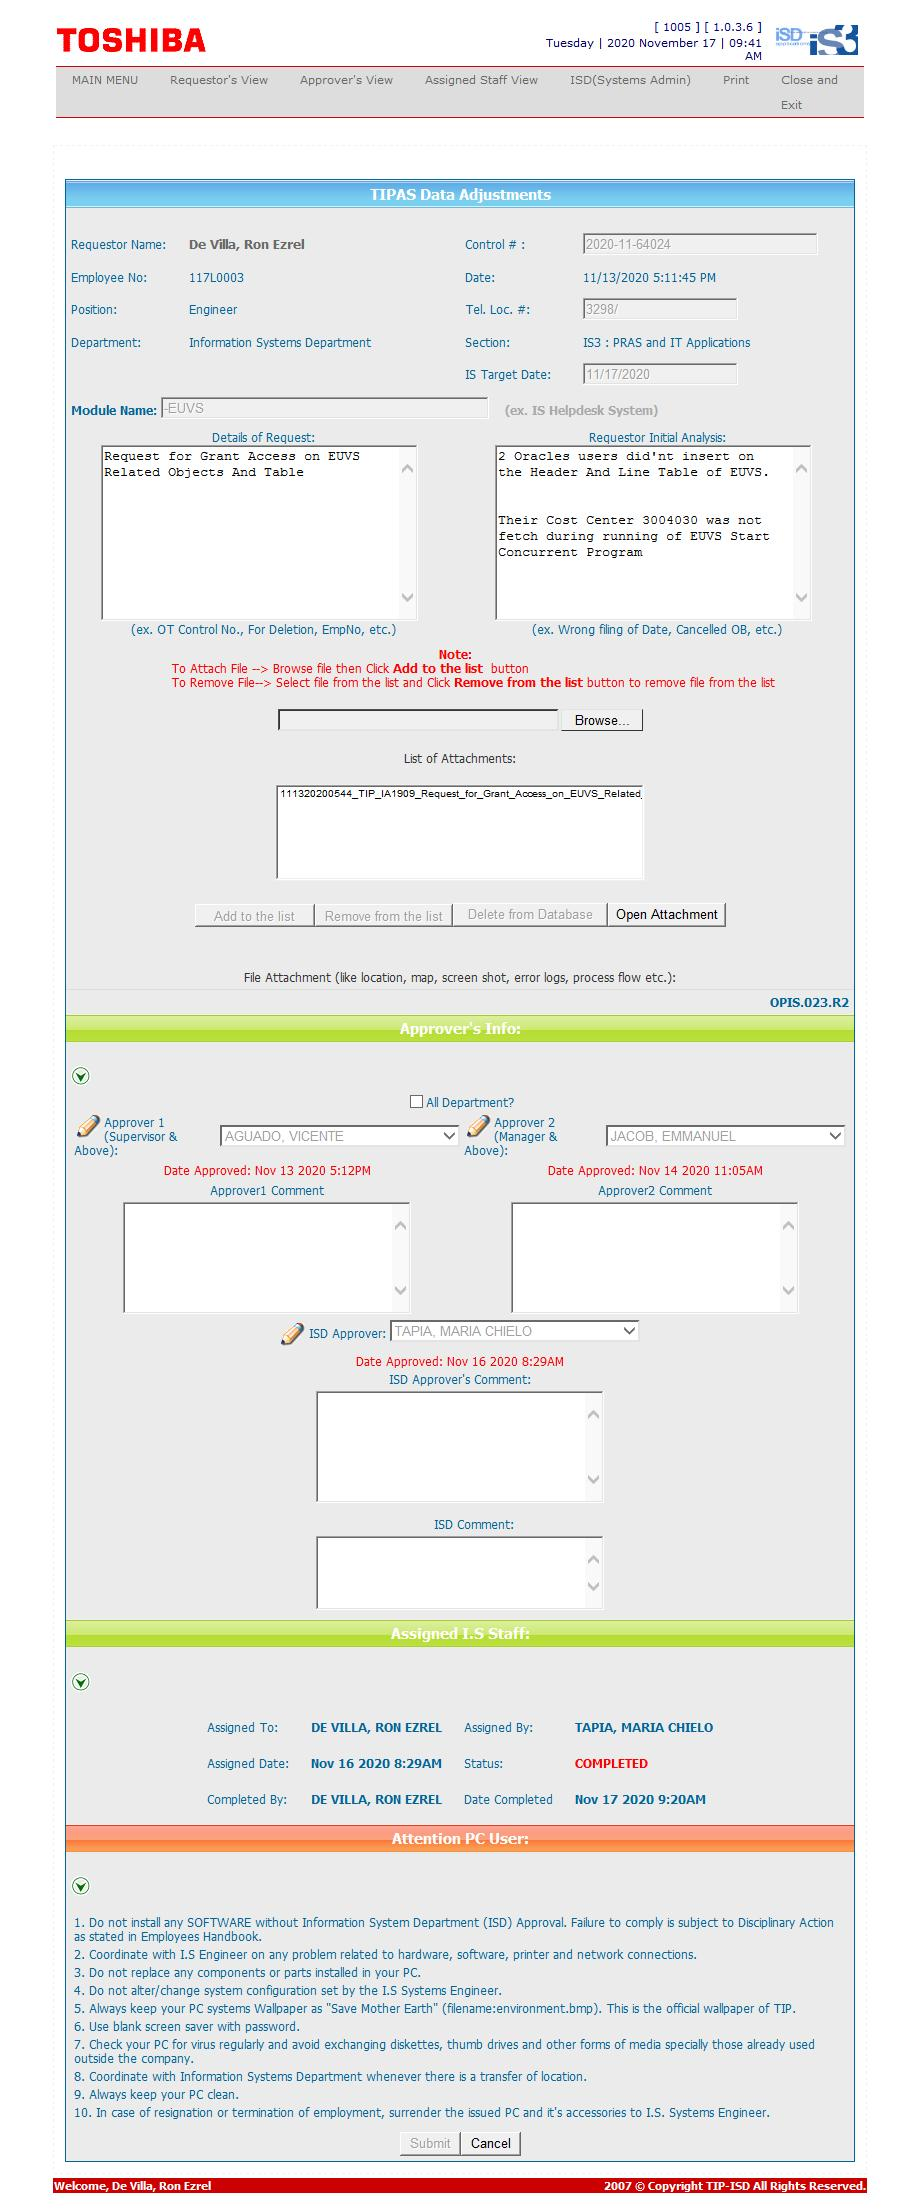 TOSHIBA
[ 1005 ] [ 1.0.3.6 ]
Tuesday | 2020 November 17 | 09:41
AM
ISD iS3
MAIN MENU Requestor's View Approver's View Assigned Staff View ISD(Systems Admin) Print Close and
Exit
TIPAS Data Adjustments
Requestor Name: De Villa, Ron Ezrel Control # : 2020-11-64024
Employee No: 117L0003 Date: 11/13/2020 5:11:45 PM
Position: Engineer Tel. Loc. #: 3298/
Department: Information Systems Department Section: IS3 : PRAS and IT Applications
IS Target Date: 11/17/2020
Module Name: -EUVS (ex. IS Helpdesk System)
Details of Request:
Request for Grant Access on EUVS
Related Objects And Table
(ex. OT Control No., For Deletion, EmpNo, etc.)
Requestor Initial Analysis:
2 Oracles users did'nt insert on
the Header And Line Table of EUVS.
Their Cost Center 3004030 was not
fetch during running of EUVS Start
Concurrent Program
(ex. Wrong filing of Date, Cancelled OB, etc.)
Note:
To Attach File --> Browse file then Click Add to the list button
To Remove File--> Select file from the list and Click Remove from the list button to remove file from the list
Browse...
List of Attachments:
111320200544_TIP_IA1909_Request_for_Grant_Access_on_EUVS_Related_
Add to the list Remove from the list Delete from Database Open Attachment
File Attachment (like location, map, screen shot, error logs, process flow etc.):
OPIS.023.R2
Approver's Info:
All Department?
Approver 1
(Supervisor &
Above):
AGUADO, VICENTE
Approver 2
(Manager &
Above):
JACOB, EMMANUEL
Date Approved: Nov 13 2020 5:12PM Date Approved: Nov 14 2020 11:05AM
Approver1 Comment Approver2 Comment
ISD Approver: TAPIA, MARIA CHIELO
Date Approved: Nov 16 2020 8:29AM
ISD Approver's Comment:
ISD Comment:
Assigned I.S Staff:
Assigned To: DE VILLA, RON EZREL Assigned By: TAPIA, MARIA CHIELO
Assigned Date: Nov 16 2020 8:29AM Status: COMPLETED
Completed By: DE VILLA, RON EZREL Date Completed Nov 17 2020 9:20AM
Attention PC User:
1. Do not install any SOFTWARE without Information System Department (ISD) Approval. Failure to comply is subject to Disciplinary Action
as stated in Employees Handbook.
2. Coordinate with I.S Engineer on any problem related to hardware, software, printer and network connections.
3. Do not replace any components or parts installed in your PC.
4. Do not alter/change system configuration set by the I.S Systems Engineer.
5. Always keep your PC systems Wallpaper as "Save Mother Earth" (filename:environment.bmp). This is the official wallpaper of TIP.
6. Use blank screen saver with password.
7. Check your PC for virus regularly and avoid exchanging diskettes, thumb drives and other forms of media specially those already used
outside the company.
8. Coordinate with Information Systems Department whenever there is a transfer of location.
9. Always keep your PC clean.
10. In case of resignation or termination of employment, surrender the issued PC and it's accessories to I.S. Systems Engineer.
Submit Cancel
Welcome, De Villa, Ron Ezrel 2007 © Copyright TIP-ISD All Rights Reserved.